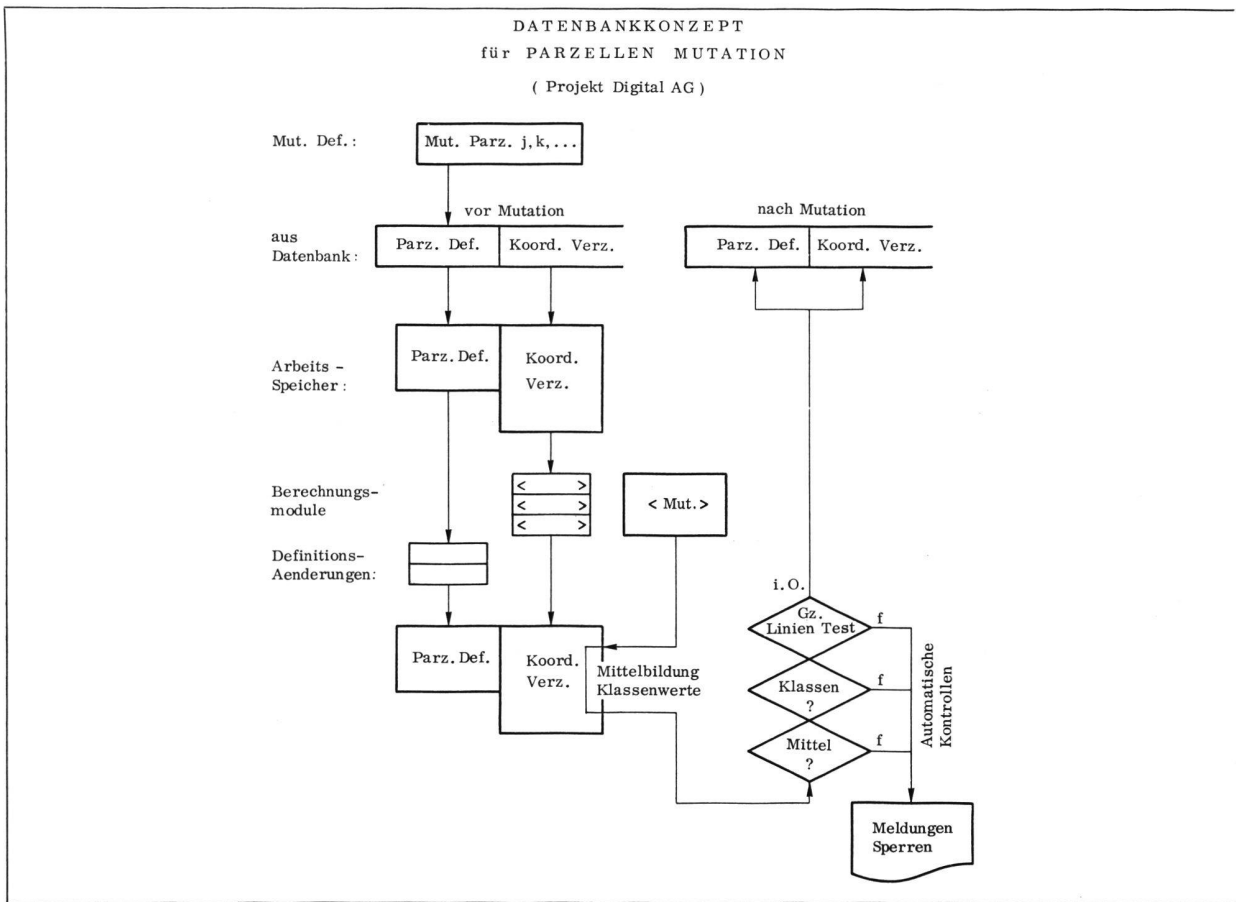 DATENBANKKONZEPT
für PARZELLEN MUTATION
( Projekt Digital AG )
Mut. Def. :
Mut. Parz. j, k, . . .
vor Mutation
nach Mutation
aus
Datenbank :
Parz. Def.
Koord. Verz.
Parz. Def.
Koord. Verz.
Arbeits -
Speicher :
Parz. Def.
Koord.
Verz.
Berechnungs-
module
< >
< >
< >
< Mut. >
Definitions-
Aenderungen:
Parz. Def.
Koord.
Verz.
Mittelbildung
Klassenwerte
i.O.
Gz.
Linien Test
f
Klassen
?
f
Mittel
?
f
Automatische
Kontrollen
Meldungen
Sperren